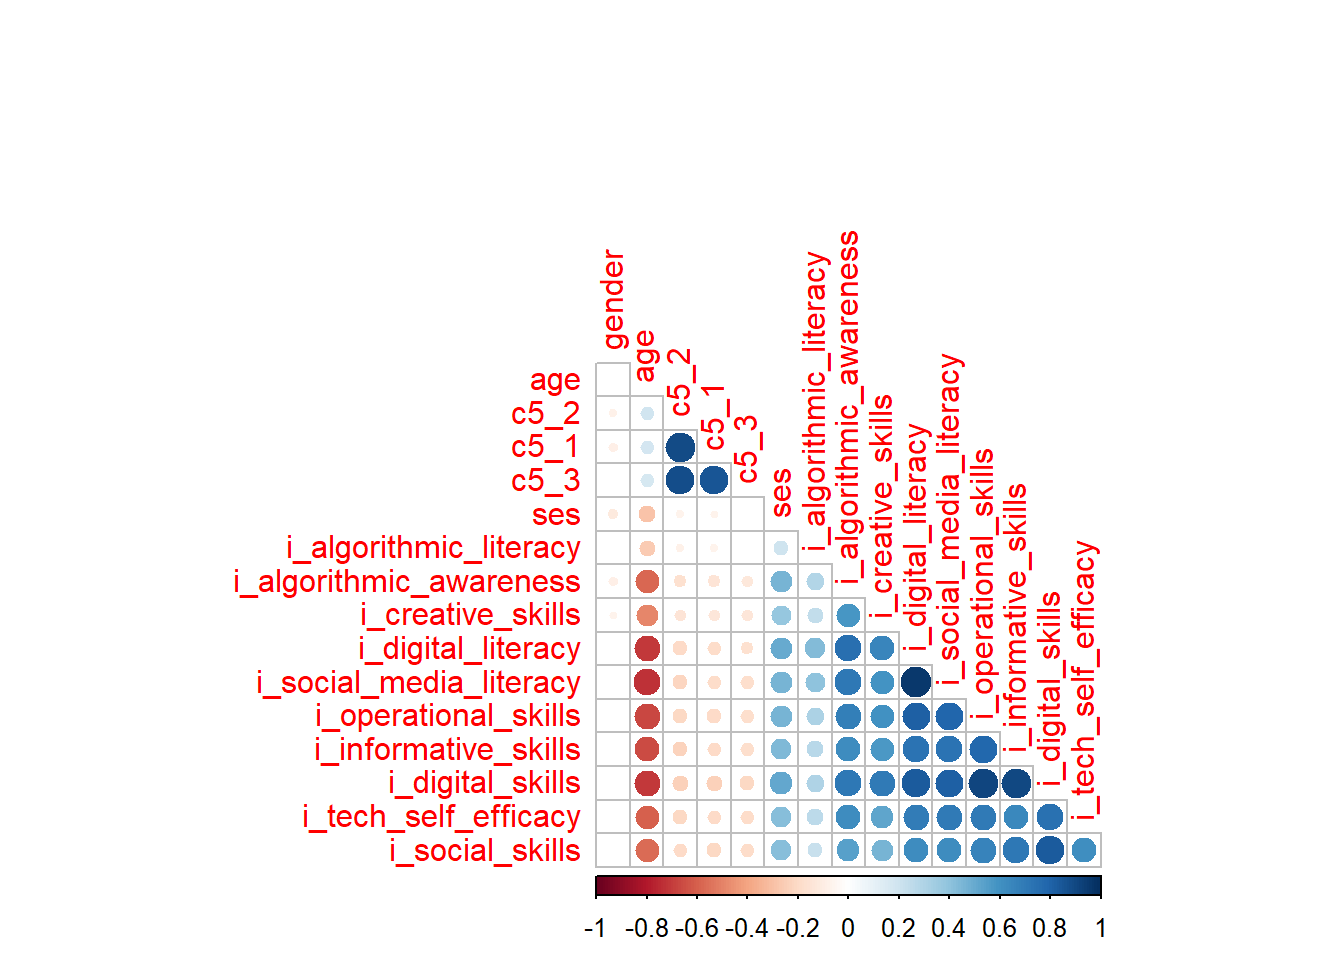 gender
age
c5_2
c5_1
c5_3
ses
i_algorithmic_literacy
i_algorithmic_awareness
i_creative_skills
i_digital_literacy
i_social_media_literacy
i_operational_skills
i_informative_skills
i_digital_skills
i_tech_self_efficacy
age
c5_2
c5_1
c5_3
ses
i_algorithmic_literacy
i_algorithmic_awareness
i_creative_skills
i_digital_literacy
i_social_media_literacy
i_operational_skills
i_informative_skills
i_digital_skills
i_tech_self_efficacy
i_social_skills
-1 -0.8 -0.6 -0.4 -0.2 0 0.2 0.4 0.6 0.8 1